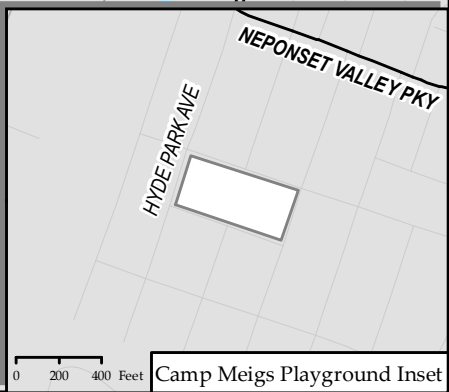 NEPONSET VALLEY PKY
HYDE PARK AVE
0 200 400 Feet
Camp Meigs Playground Inset